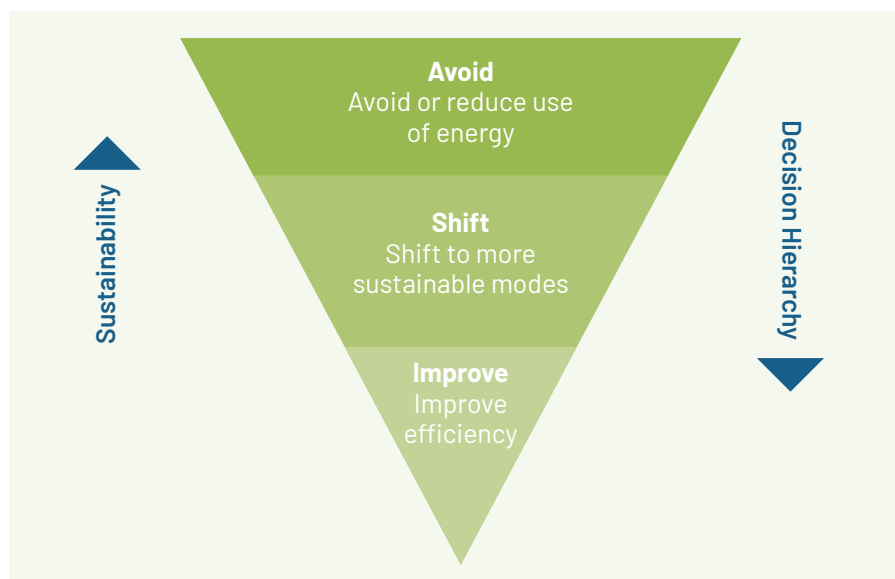 Avoid
Avoid or reduce use
of energy
Shift
Shift to more
sustainable modes
Improve
Improve
efficiency
Sustainability
Decision Hierarchy